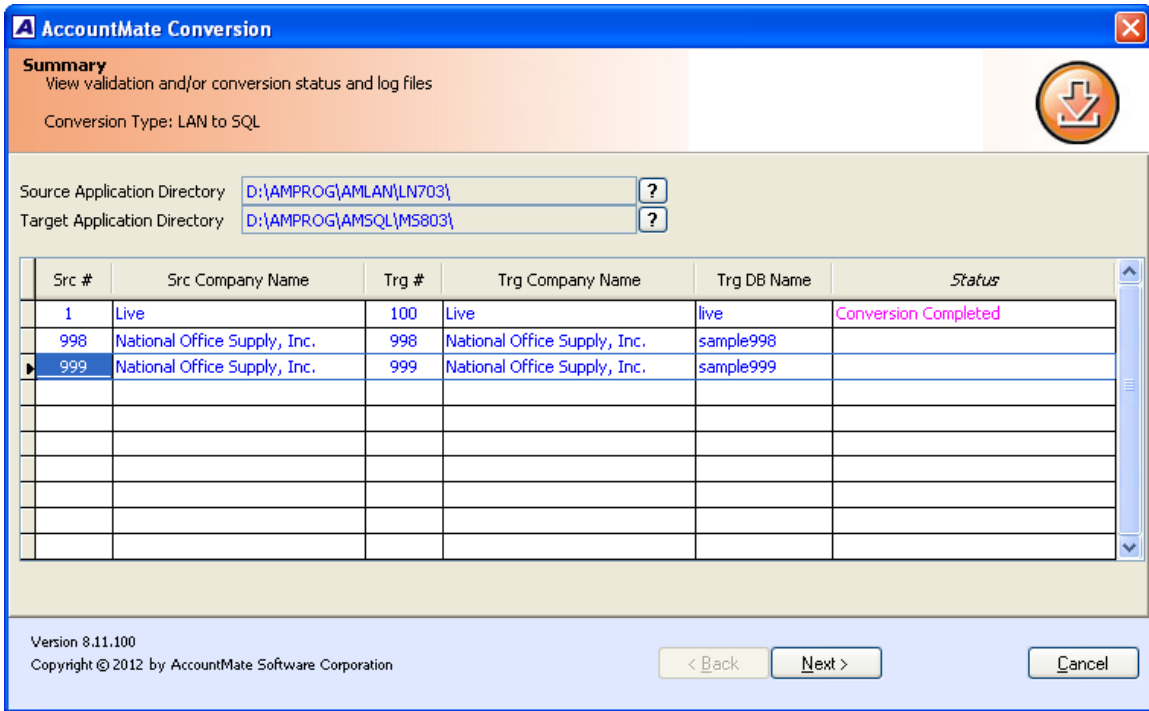 AccountMate Conversion
Summary
View validation and/or conversion status and log files
Conversion Type: LAN to SQL
Source Application Directory D:\AMPROG\AMLAN\LN703\ ?
Target Application Directory D:\AMPROG\AMSQL\MS803\ ?
Src # Src Company Name Trg # Trg Company Name Trg DB Name Status
1 Live 100 Live live Conversion Completed
998 National Office Supply, Inc. 998 National Office Supply, Inc. sample998
999 National Office Supply, Inc. 999 National Office Supply, Inc. sample999
Version 8.11.100
Copyright © 2012 by AccountMate Software Corporation
< Back Next > Cancel